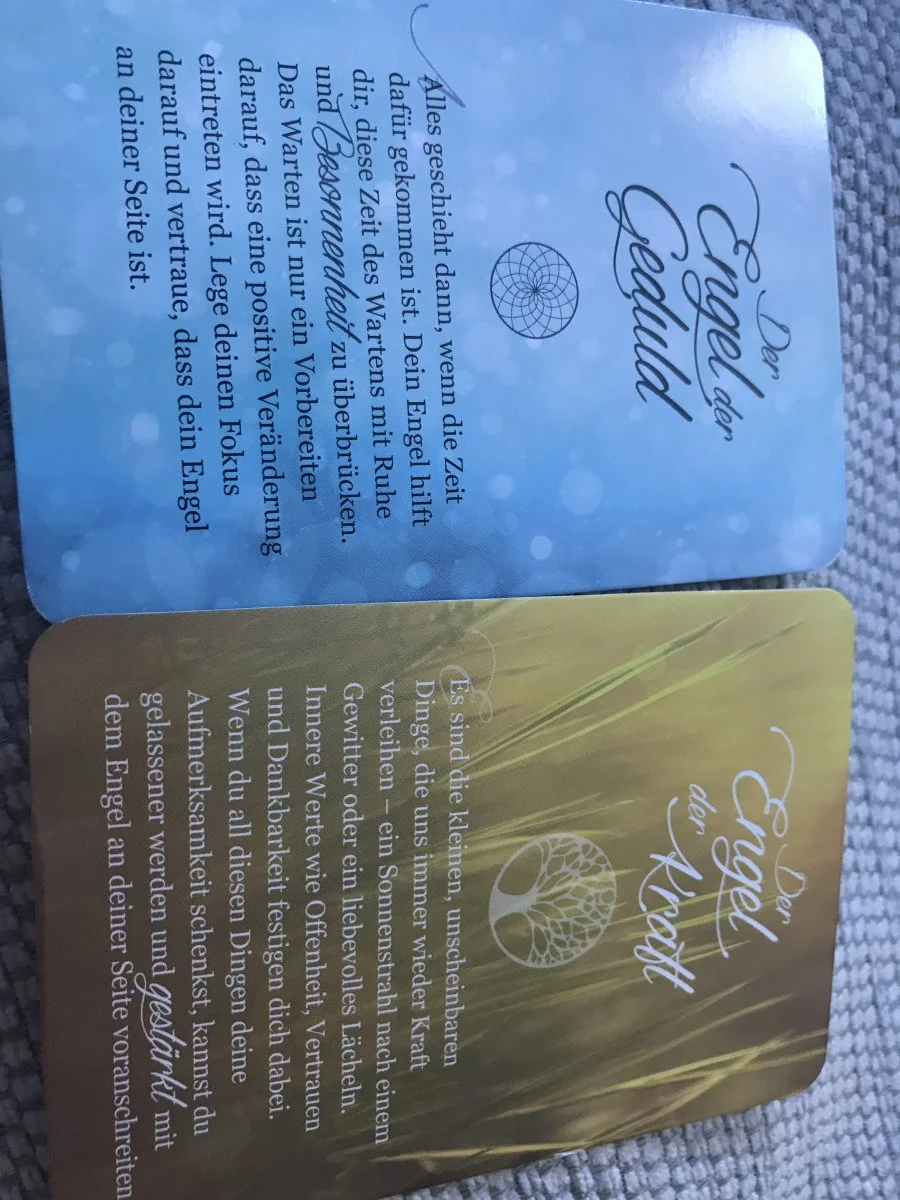 Der
Engel der
Geduld
Alles geschieht dann, wenn die Zeit
dafür gekommen ist. Dein Engel hilft
dir, diese Zeit des Wartens mit Ruhe
und Besonnenheit zu überbrücken.
Das Warten ist nur ein Vorbereiten
darauf, dass eine positive Veränderung
eintreten wird. Lege deinen Fokus
darauf und vertraue, dass dein Engel
an deiner Seite ist.
Der
Engel
der Kraft
Es sind die kleinen, unscheinbaren
Dinge, die uns immer wieder Kraft
verleihen – ein Sonnenstrahl nach einem
Gewitter oder ein liebevolles Lächeln.
Innere Werte wie Offenheit, Vertrauen
und Dankbarkeit festigen dich dabei.
Wenn du all diesen Dingen deine
Aufmerksamkeit schenkst, kannst du
gelassener werden und gestärkt mit
dem Engel an deiner Seite voranschreiten